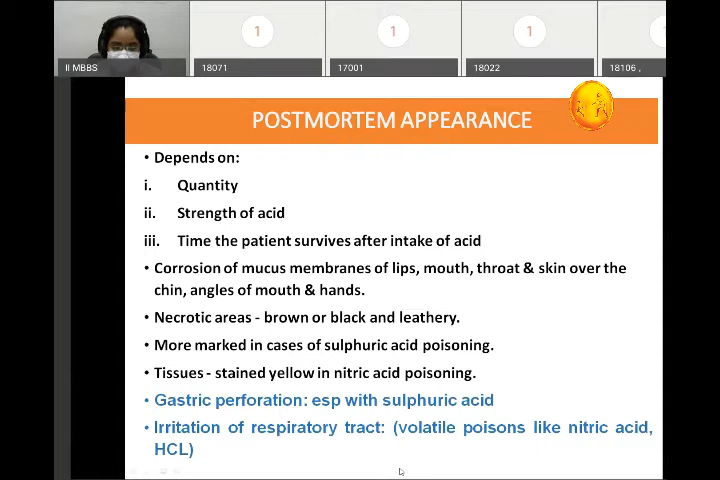 1
1
1
1
II MBBS
18071
17001
18022
18106 ,
POSTMORTEM APPEARANCE
• Depends on:
i. Quantity
ii. Strength of acid
iii. Time the patient survives after intake of acid
• Corrosion of mucus membranes of lips, mouth, throat & skin over the
chin, angles of mouth & hands.
• Necrotic areas - brown or black and leathery.
• More marked in cases of sulphuric acid poisoning.
• Tissues - stained yellow in nitric acid poisoning.
• Gastric perforation: esp with sulphuric acid
• Irritation of respiratory tract: (volatile poisons like nitric acid,
HCL)